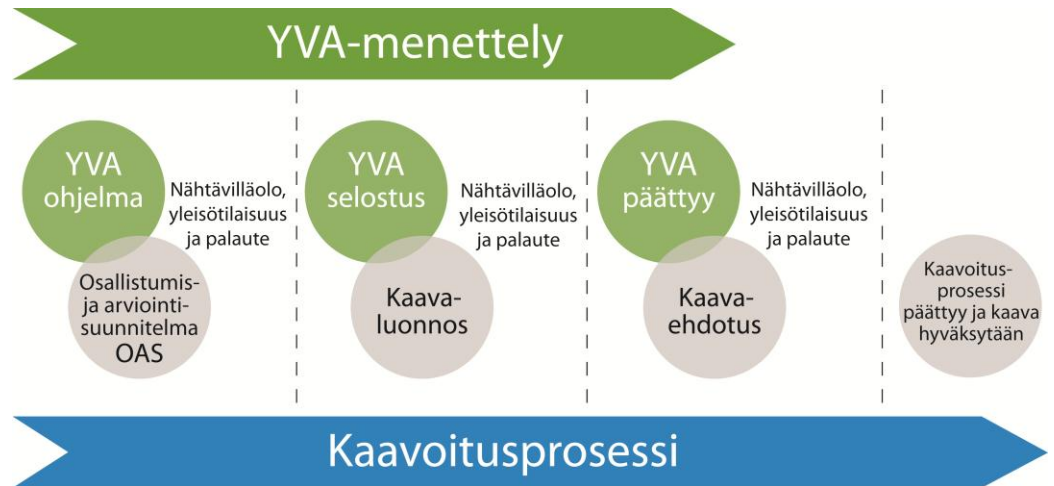 YVA-menettely
YVA
ohjelma
Nähtävilläolo,
yleisötilaisuus
ja palaute
Osallistumis-
ja arviointi-
suunnitelma
OAS
YVA
selostus
Nähtävilläolo,
yleisötilaisuus
ja palaute
Kaava-
luonnos
YVA
päättyy
Nähtävilläolo,
yleisötilaisuus
ja palaute
Kaava-
ehdotus
Kaavoitus-
prosessi
päättyy ja kaava
hyväksytään
Kaavoitusprosessi